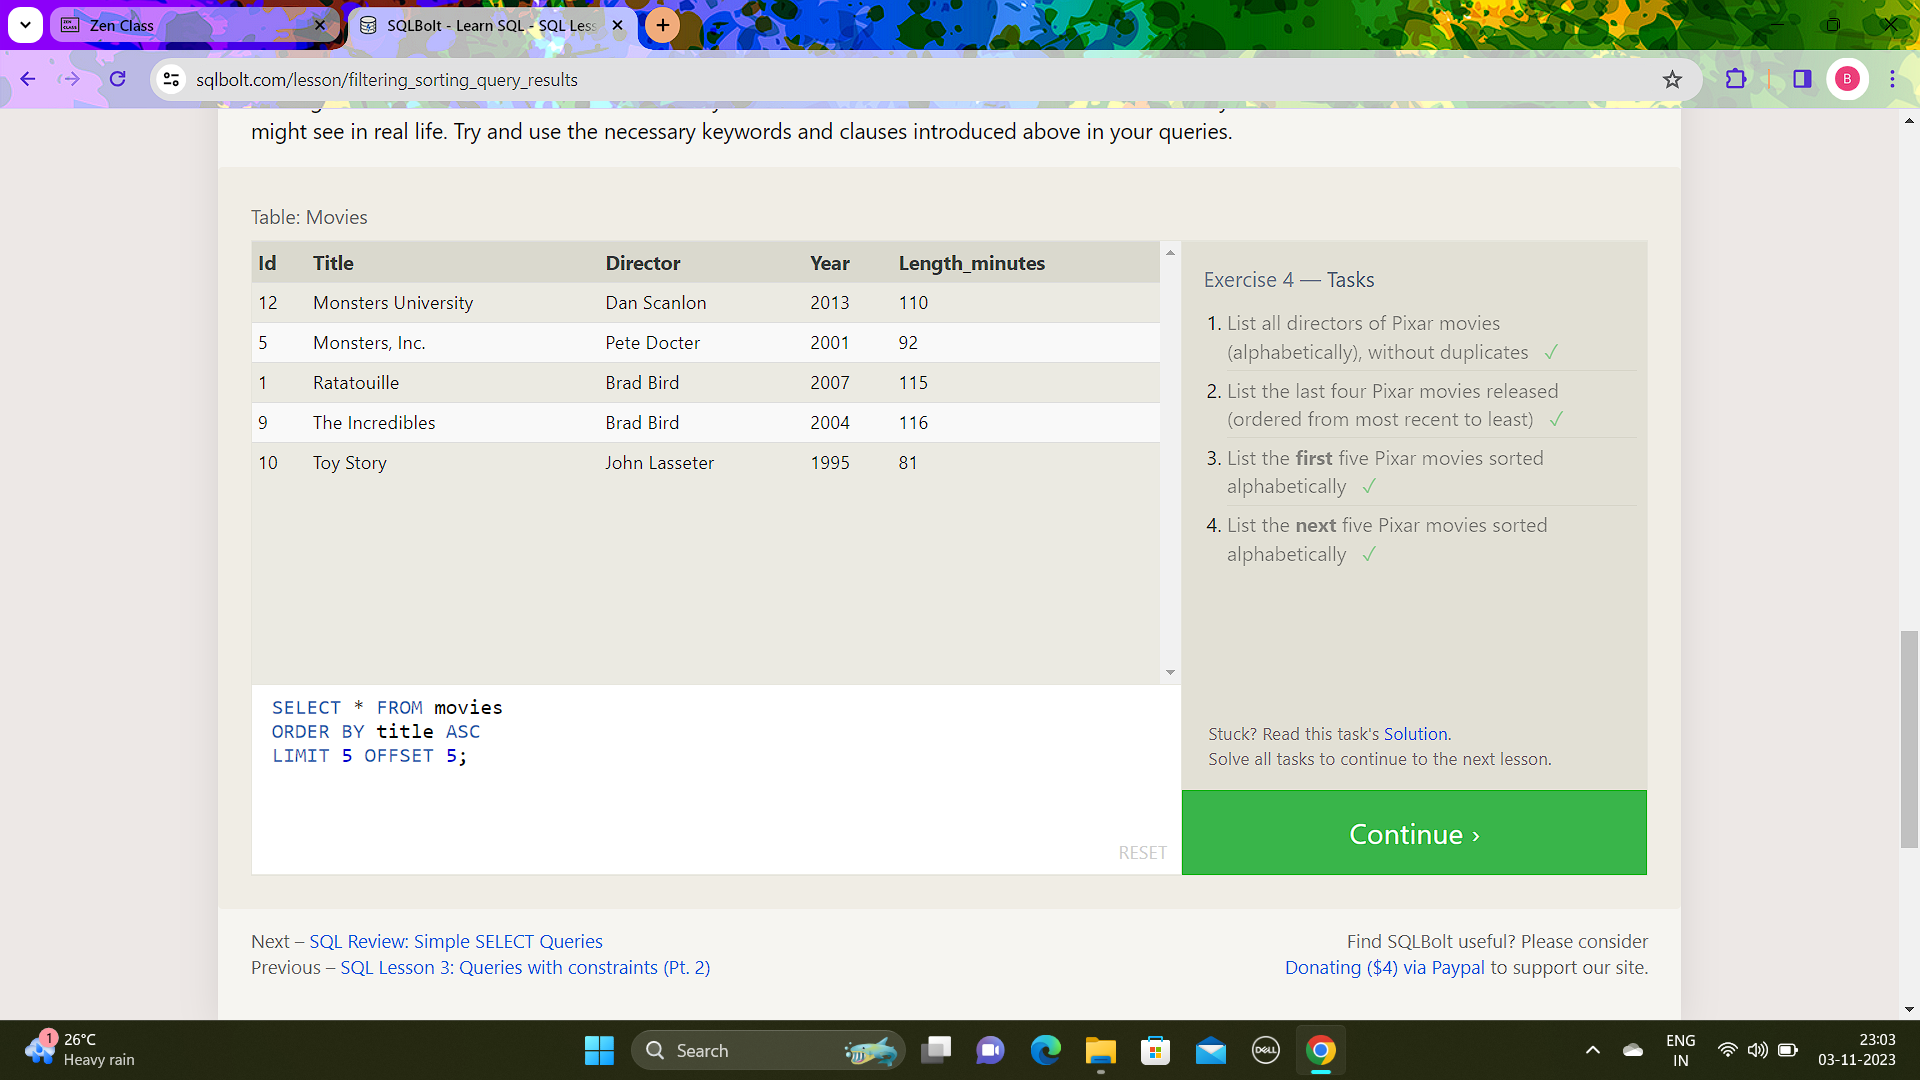 Zen Class
SQLBolt - Learn SQL - SQL Less
sqlbolt.com/lesson/filtering_sorting_query_results
B
might see in real life. Try and use the necessary keywords and clauses introduced above in your queries.
Table: Movies
Id Title Director Year Length_minutes
12 Monsters University Dan Scanlon 2013 110
5 Monsters, Inc. Pete Docter 2001 92
1 Ratatouille Brad Bird 2007 115
9 The Incredibles Brad Bird 2004 116
10 Toy Story John Lasseter 1995 81
SELECT * FROM movies
ORDER BY title ASC
LIMIT 5 OFFSET 5;
RESET
Exercise 4 — Tasks
1. List all directors of Pixar movies
(alphabetically), without duplicates ✓
2. List the last four Pixar movies released
(ordered from most recent to least) ✓
3. List the first five Pixar movies sorted
alphabetically ✓
4. List the next five Pixar movies sorted
alphabetically ✓
Stuck? Read this task's Solution.
Solve all tasks to continue to the next lesson.
Continue ›
Next – SQL Review: Simple SELECT Queries
Previous – SQL Lesson 3: Queries with constraints (Pt. 2)
Find SQLBolt useful? Please consider
Donating ($4) via Paypal to support our site.
1
26°C
Heavy rain
Search
DELL
ENG
IN
23:03
03-11-2023